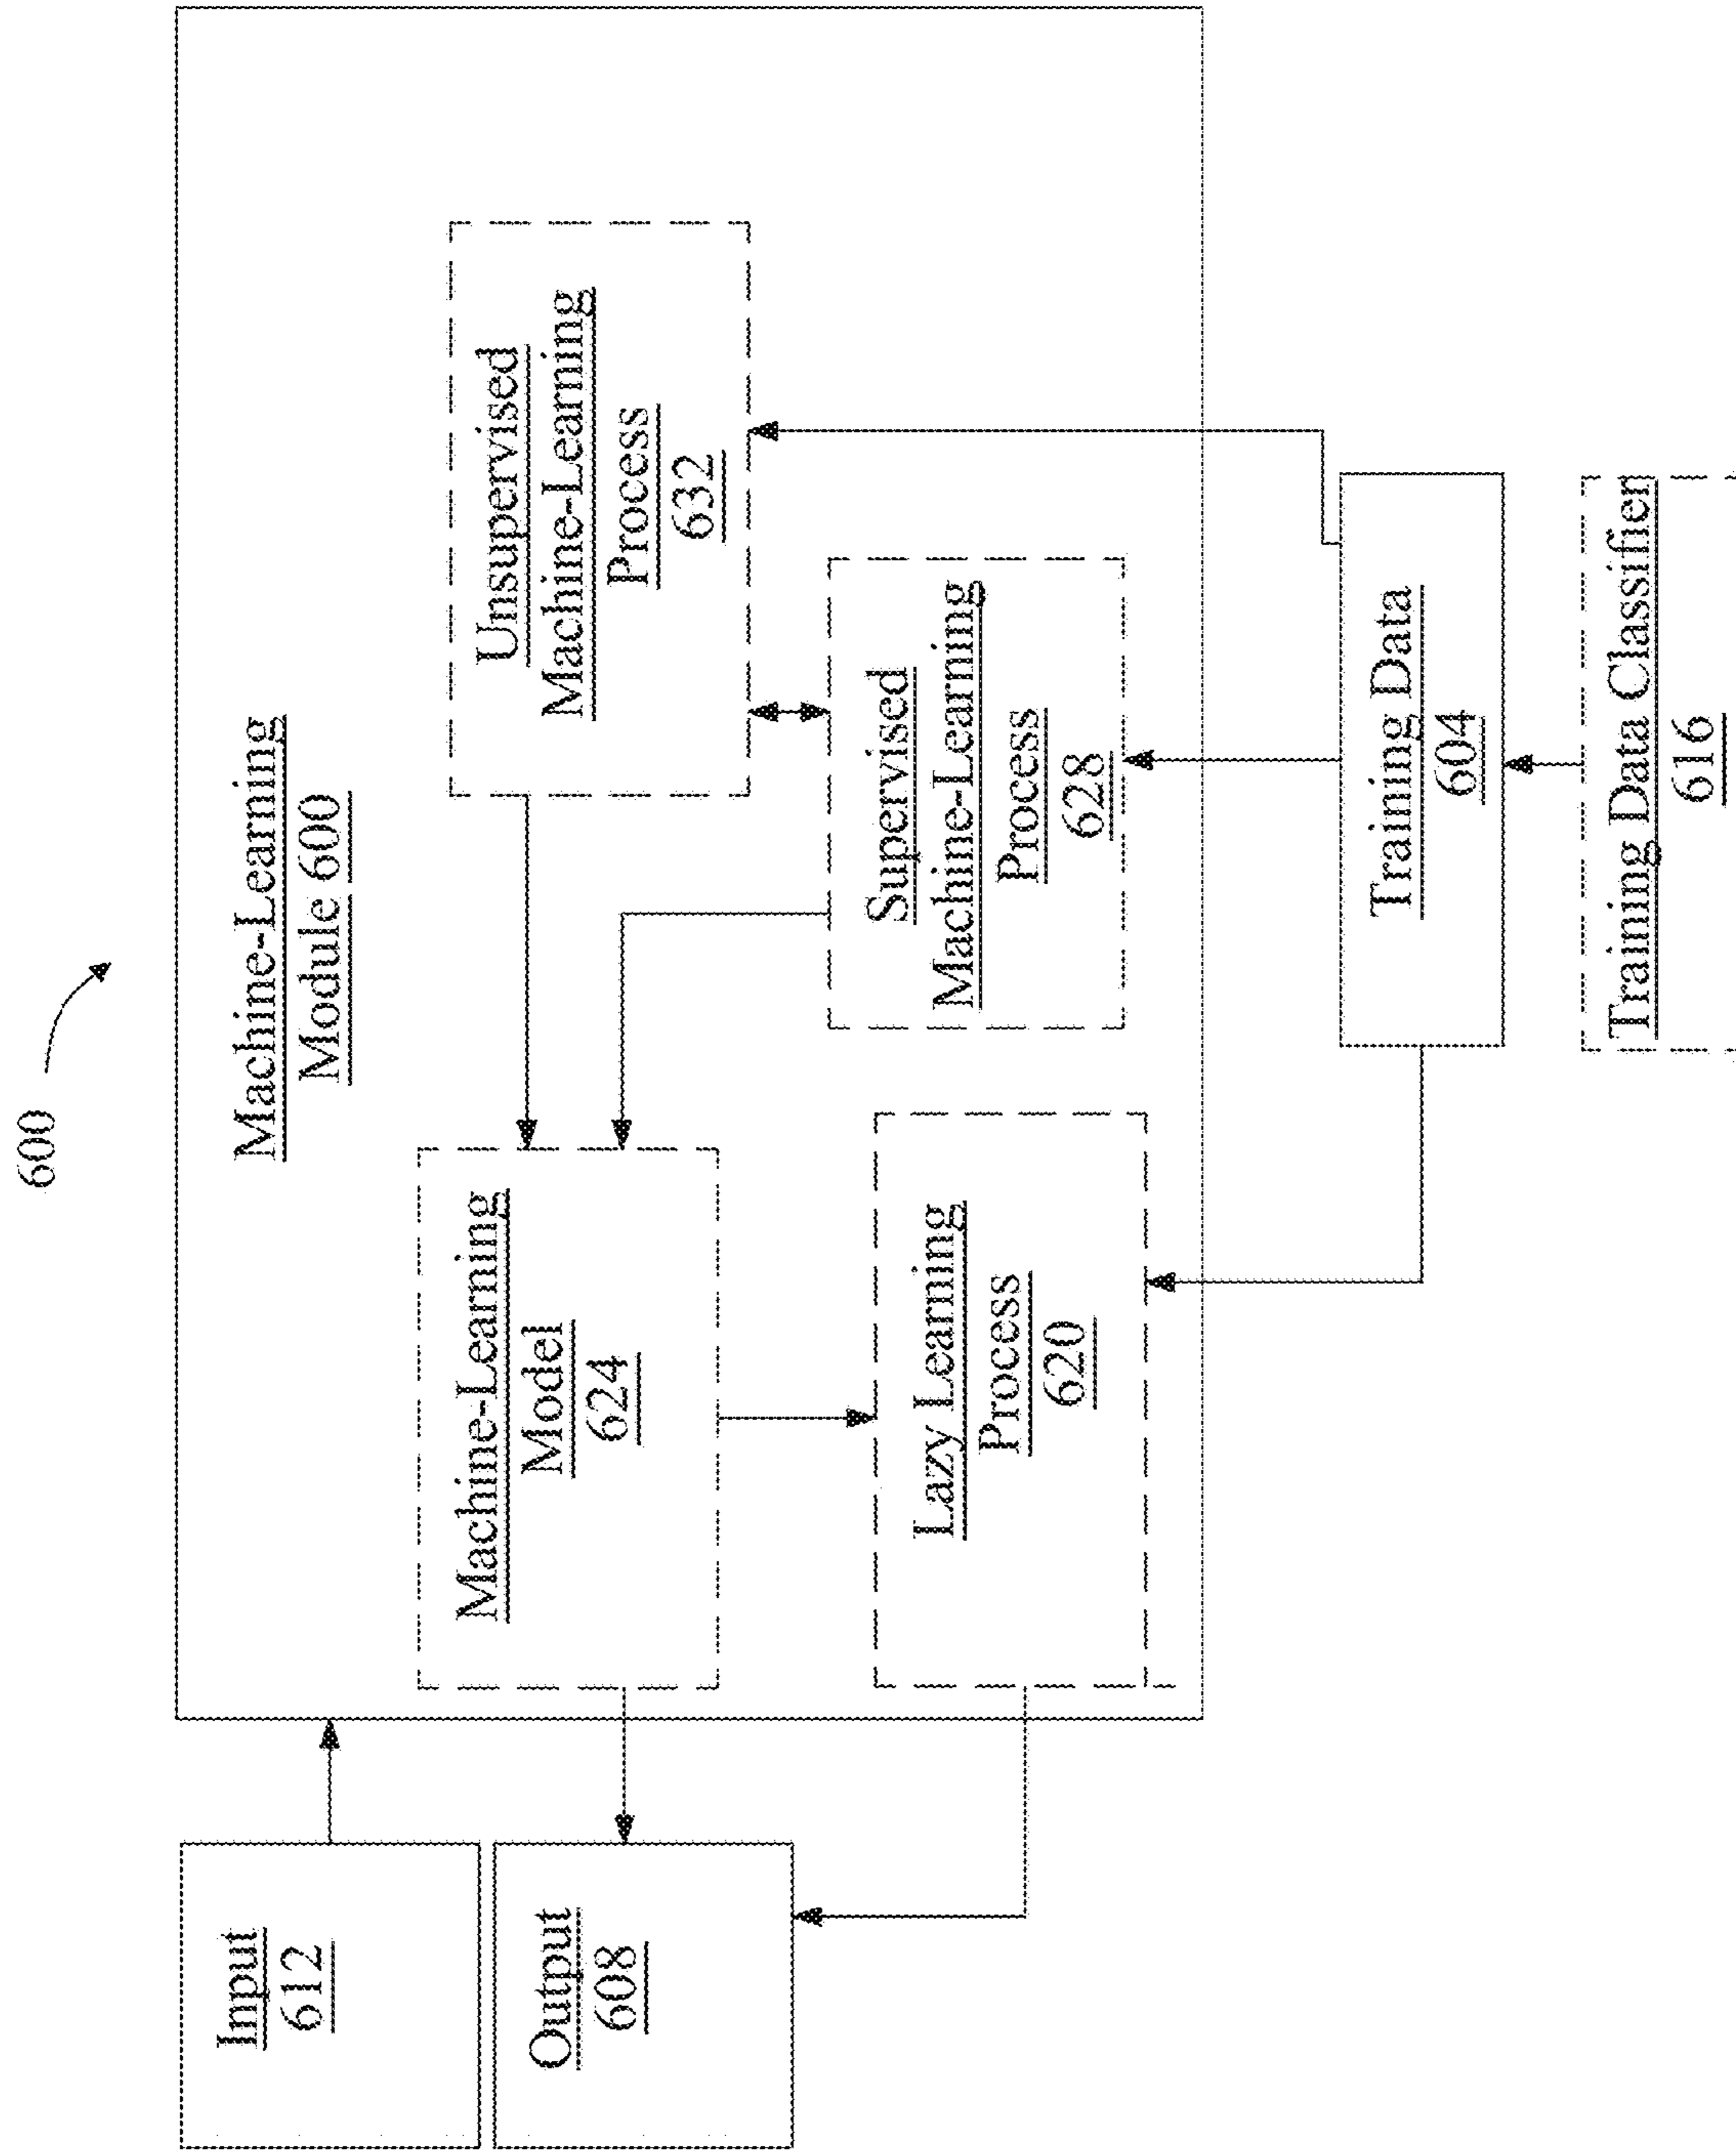 600
Machine-Learning
Module 600
Input
612
Output
608
Machine-Learning
Model
624
Unsupervised
Machine-Learning
Process
632
Lazy Learning
Process
620
Supervised
Machine-Learning
Process
628
Training Data
604
Training Data Classifier
616